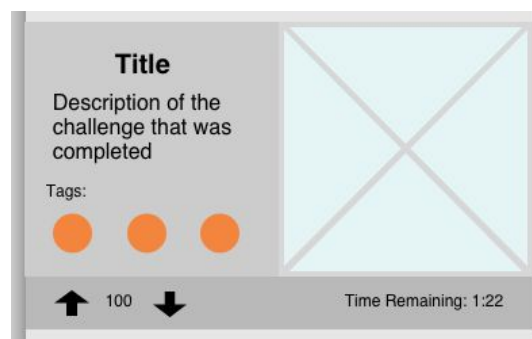 Title
Description of the
challenge that was
completed
Tags:
100
Time Remaining: 1:22